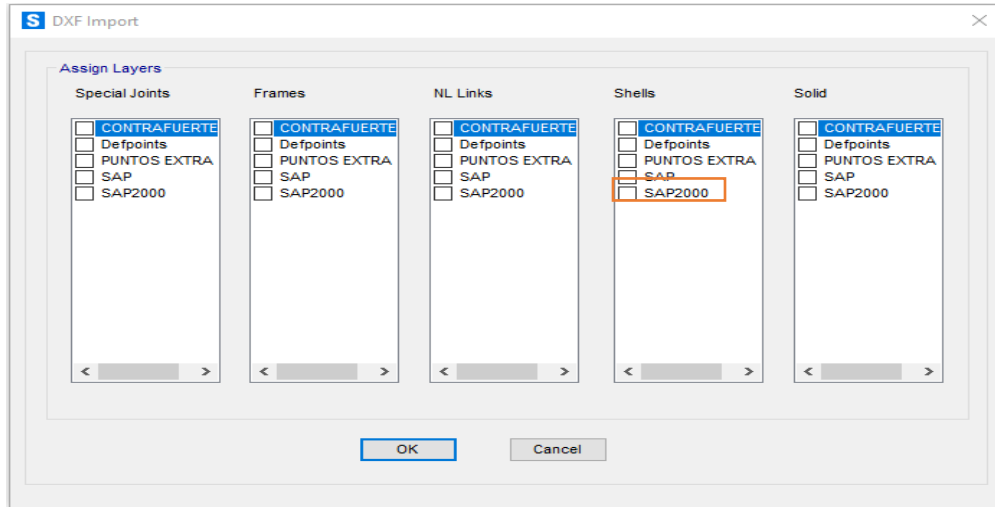 S DXF Import
Assign Layers
Special Joints Frames NL Links Shells Solid
CONTRAFUERTE CONTRAFUERTE CONTRAFUERTE CONTRAFUERTE CONTRAFUERTE
Defpoints Defpoints Defpoints Defpoints Defpoints
PUNTOS EXTRA PUNTOS EXTRA PUNTOS EXTRA PUNTOS EXTRA PUNTOS EXTRA
SAP SAP SAP SAP SAP
SAP2000 SAP2000 SAP2000 SAP2000 SAP2000
OK Cancel